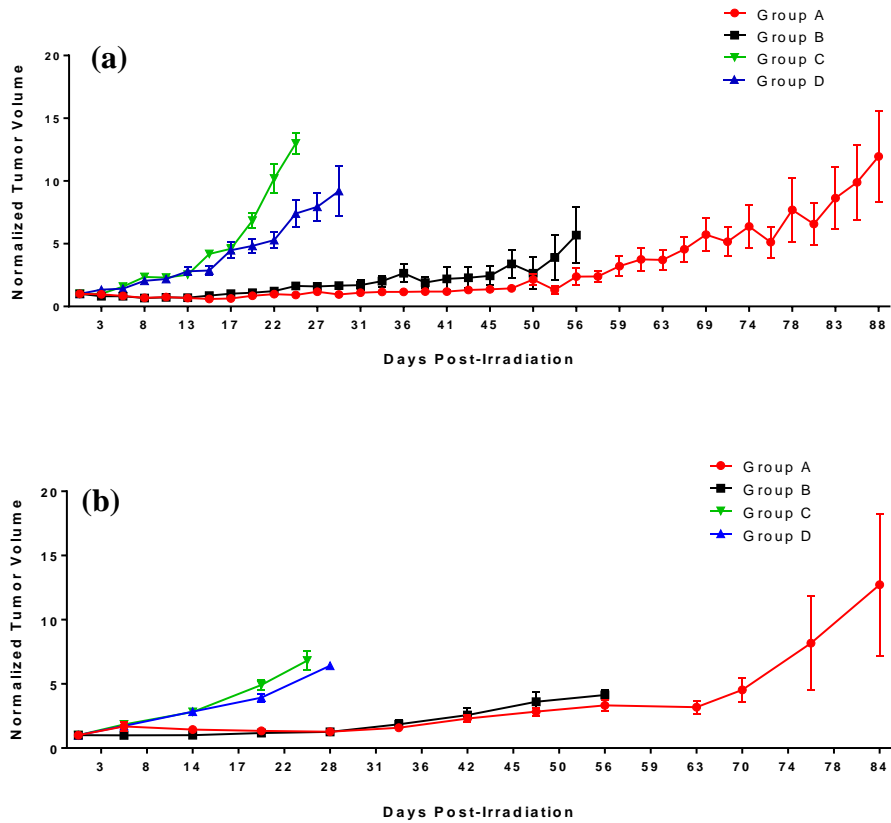 Group A
Group B
Group C
Group D
(a)
20
15
10
5
0
Normalized Tumor Volume
3 8 13 17 22 27 31 36 41 45 50 56 59 63 69 74 78 83 88
Days Post-Irradiation
Group A
Group B
Group C
Group D
(b)
20
15
10
5
0
Normalized Tumor Volume
3 8 14 17 22 28 31 36 42 45 50 56 59 63 70 74 78 84
Days Post-Irradiation